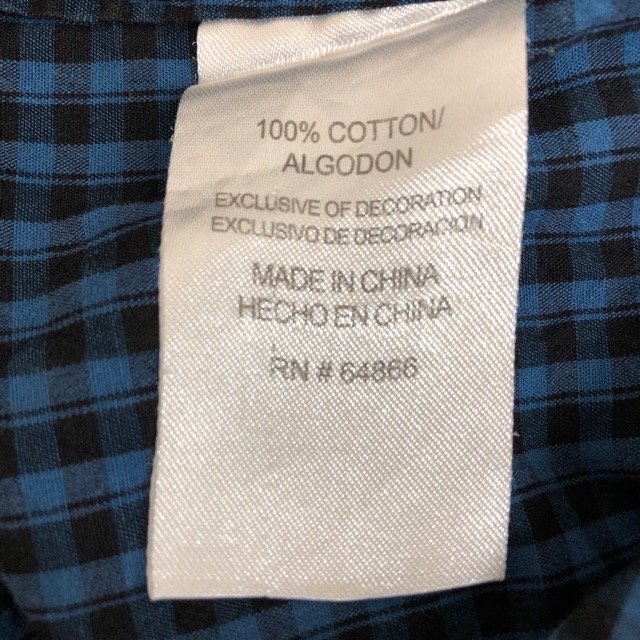 100% COTTON/
ALGODON
EXCLUSIVE OF DECORATION
EXCLUSIVO DE DECORACION
MADE IN CHINA
HECHO EN CHINA
RN # 64866